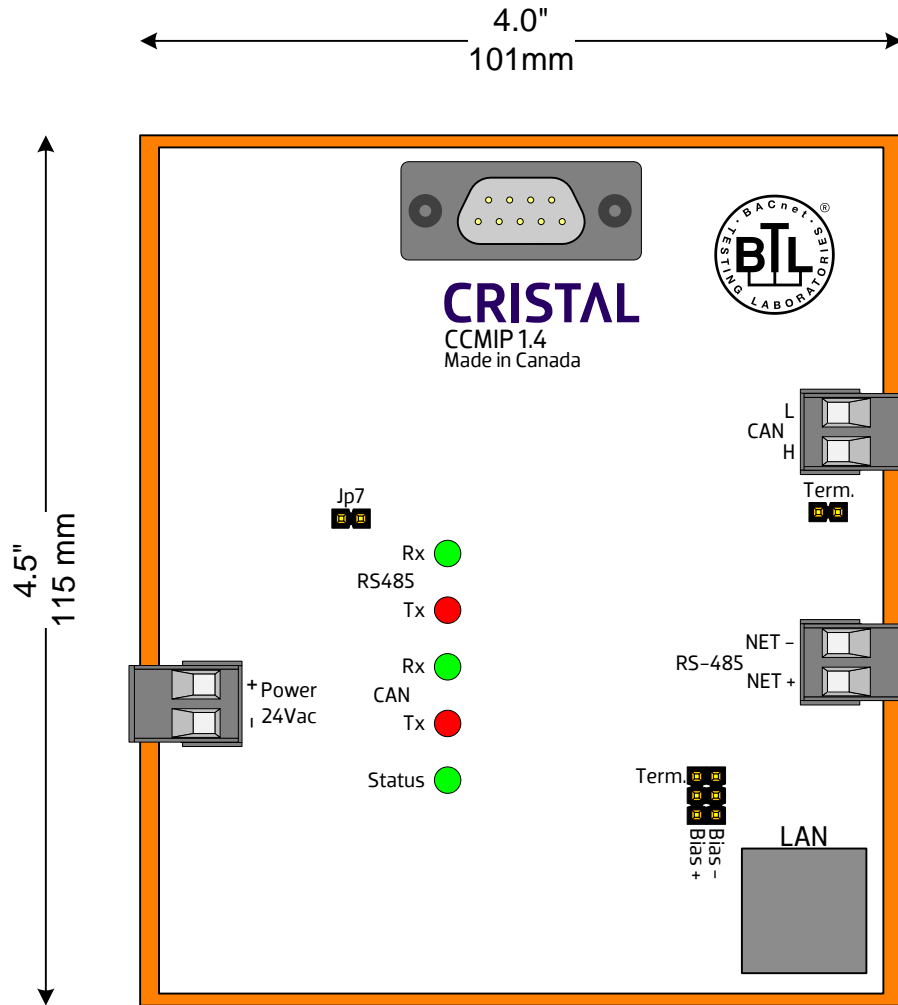 4.0"
101mm
4.5"
115 mm
· BACnet ·
TESTING LABORATORIES
®
BTL
CRISTAL
CCMIP 1.4
Made in Canada
L
CAN
H
Term.
Jp7
Rx
RS485
Tx
Rx
CAN
Tx
Status
NET –
RS-485
NET +
+ Power
- 24Vac
Term.
Bias –
Bias +
LAN